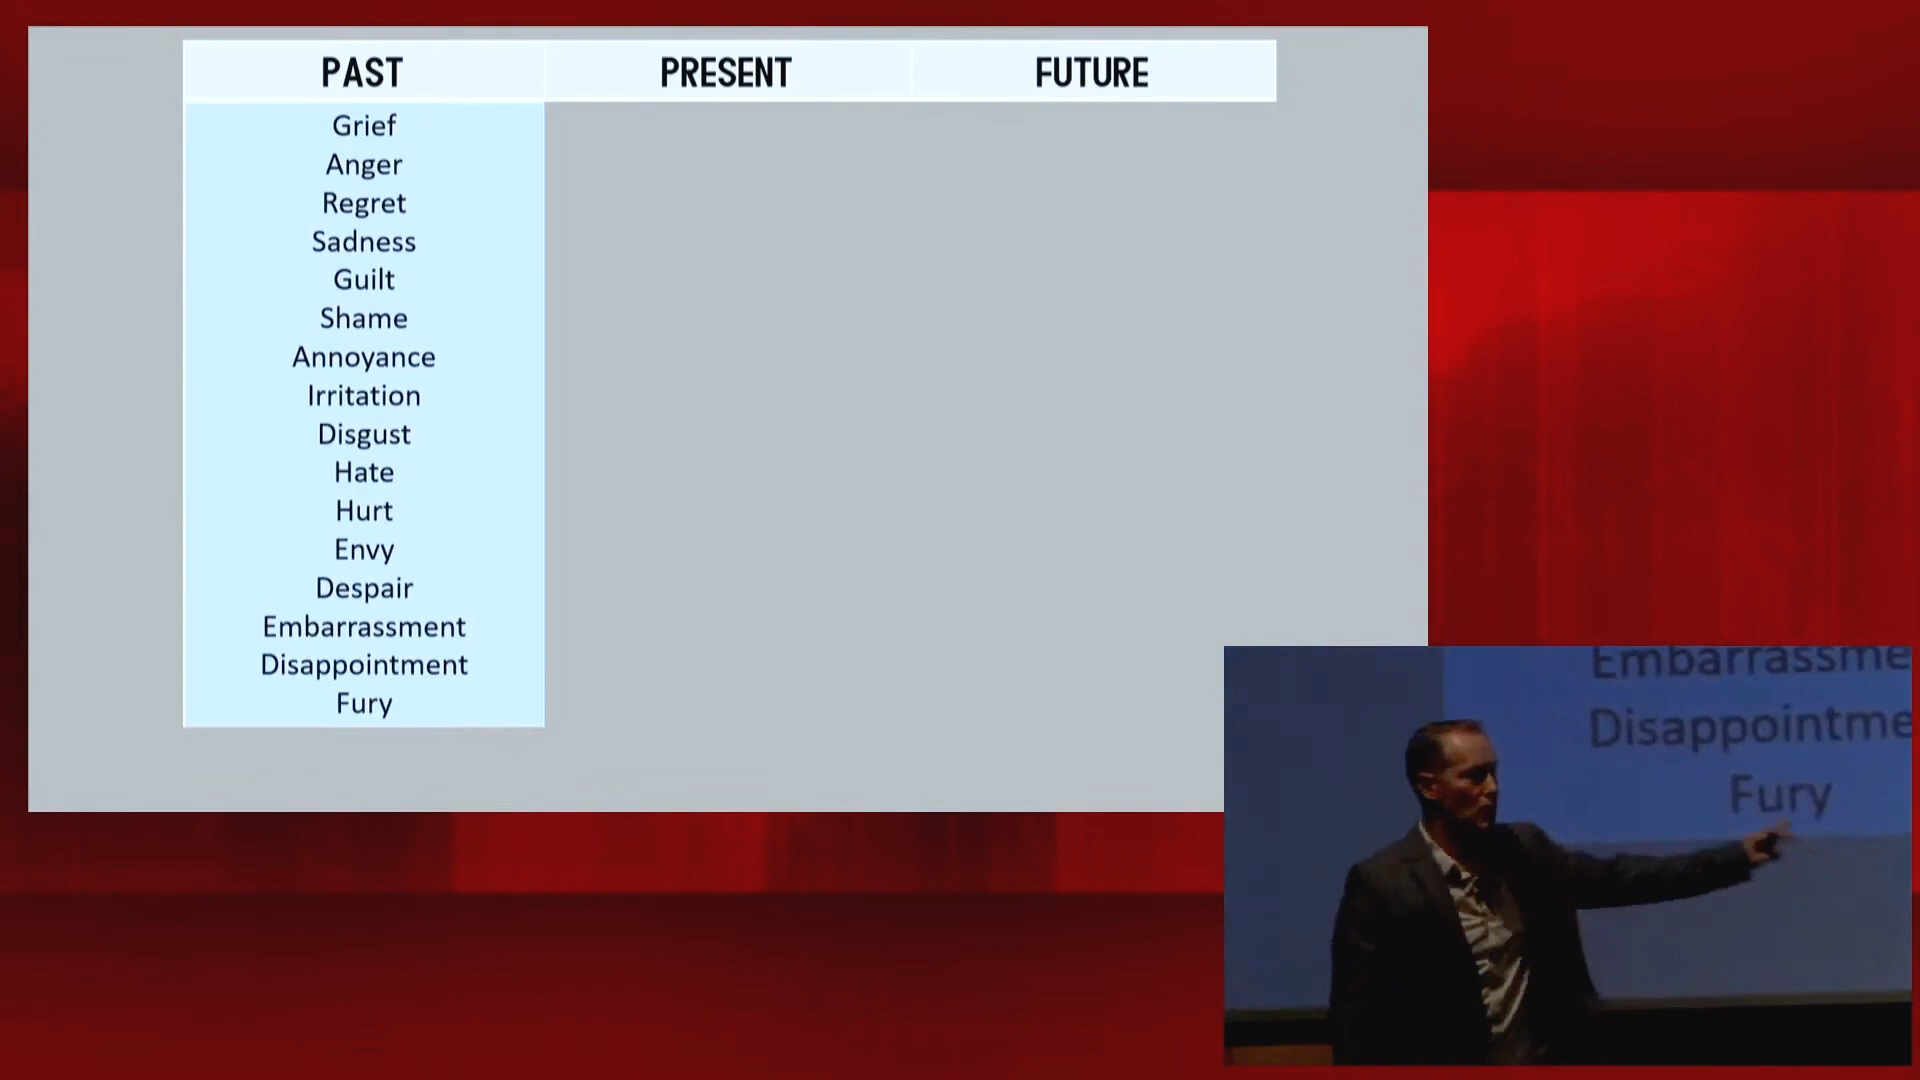 PAST PRESENT FUTURE
Grief
Anger
Regret
Sadness
Guilt
Shame
Annoyance
Irritation
Disgust
Hate
Hurt
Envy
Despair
Embarrassment
Disappointment
Fury
Embarrassme
Disappointme
Fury